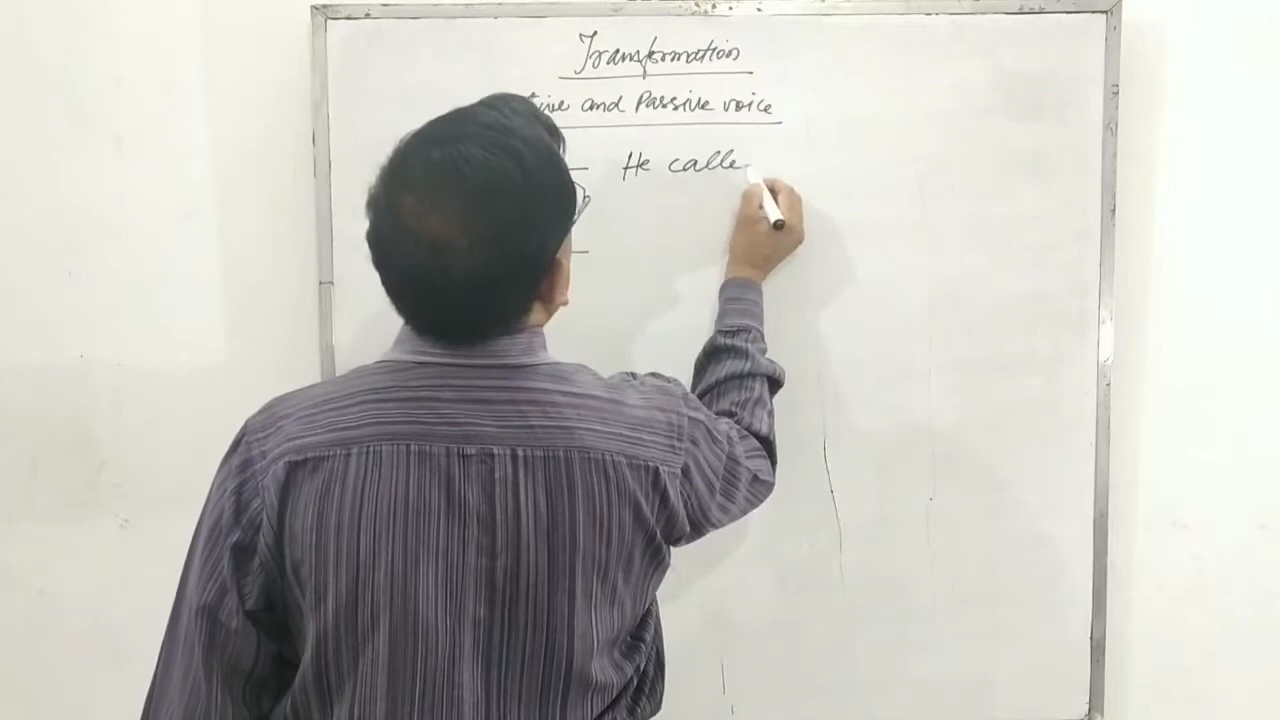 Transformation
and Passive voice
He calle